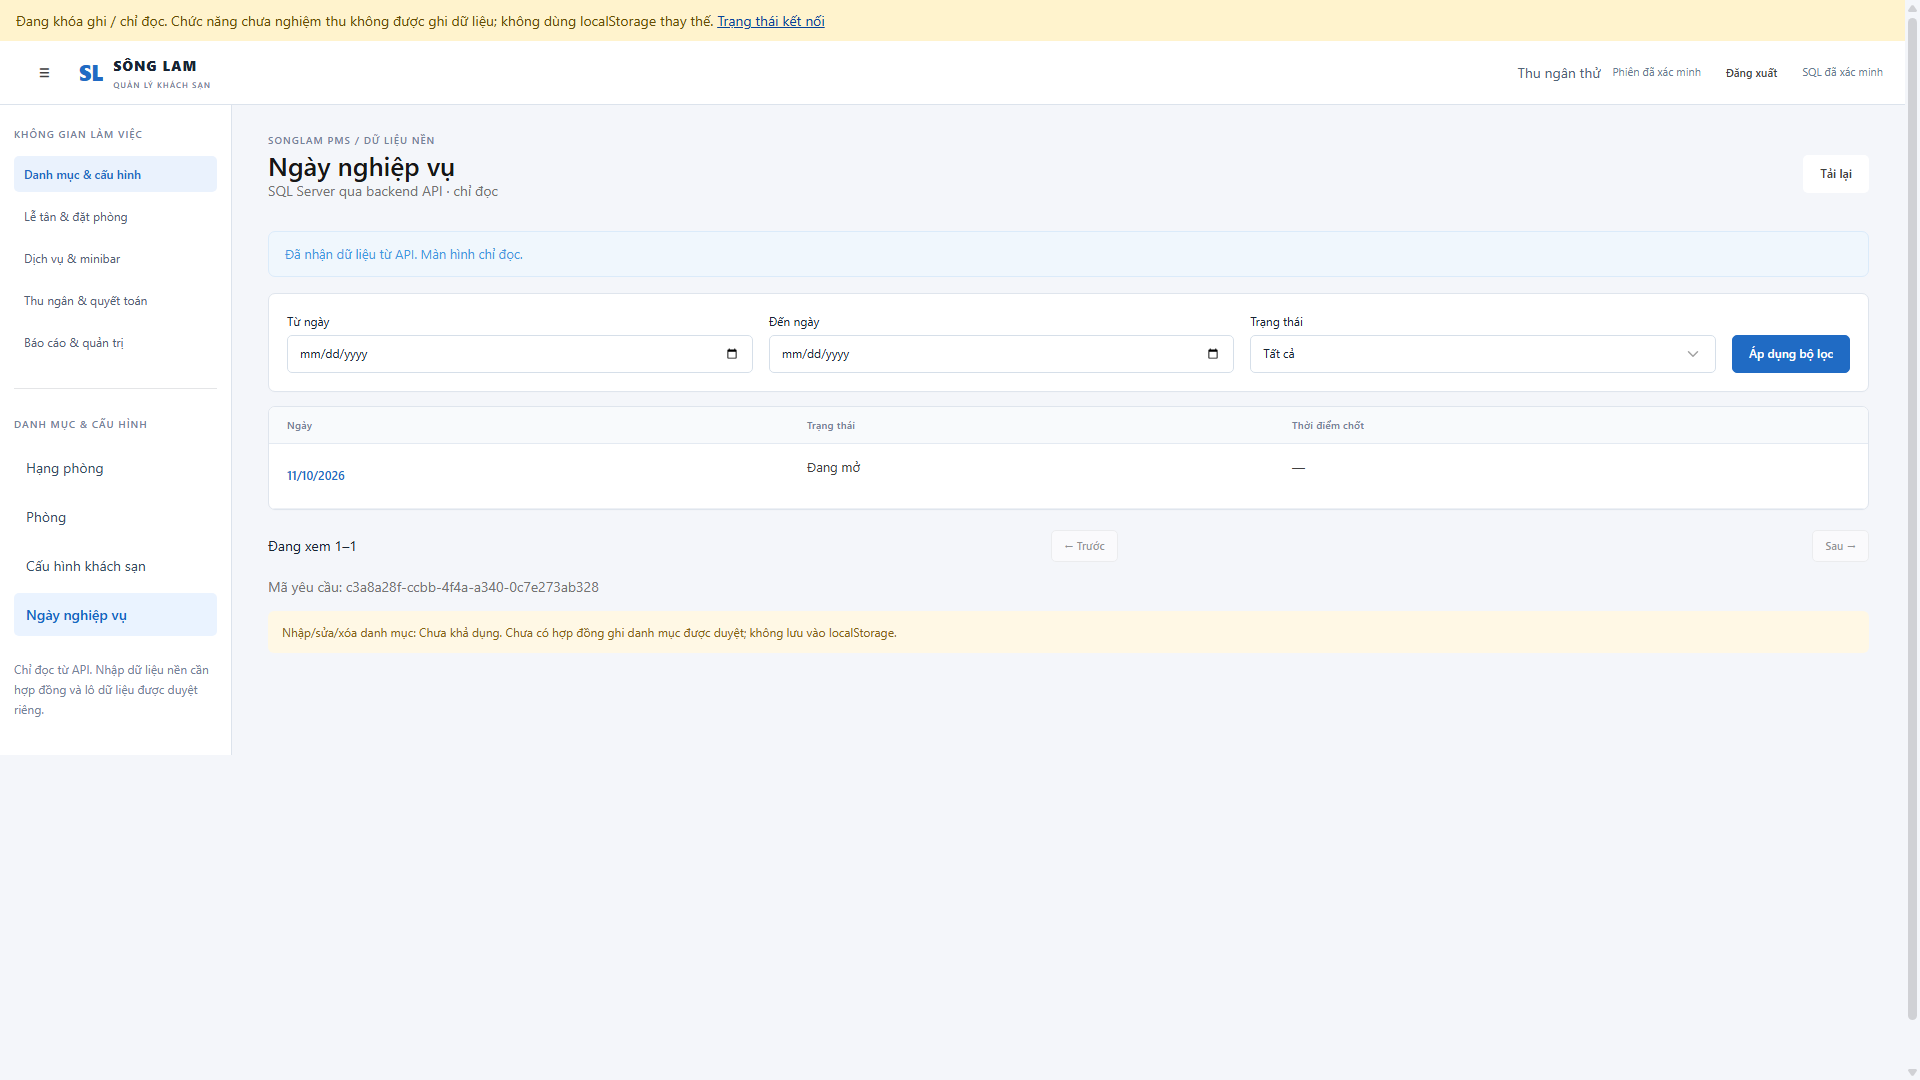 Đang khóa ghi / chỉ đọc. Chức năng chưa nghiệm thu không được ghi dữ liệu; không dùng localStorage thay thế. Trạng thái kết nối
☰
SL
SÔNG LAM
QUẢN LÝ KHÁCH SẠN
Thu ngân thử
Phiên đã xác minh
Đăng xuất
SQL đã xác minh
KHÔNG GIAN LÀM VIỆC
Danh mục & cấu hình
Lễ tân & đặt phòng
Dịch vụ & minibar
Thu ngân & quyết toán
Báo cáo & quản trị
DANH MỤC & CẤU HÌNH
Hạng phòng
Phòng
Cấu hình khách sạn
Ngày nghiệp vụ
Chỉ đọc từ API. Nhập dữ liệu nền cần
hợp đồng và lô dữ liệu được duyệt
riêng.
SONGLAM PMS / DỮ LIỆU NỀN
Ngày nghiệp vụ
SQL Server qua backend API · chỉ đọc
Tải lại
Đã nhận dữ liệu từ API. Màn hình chỉ đọc.
Từ ngày
Đến ngày
Trạng thái
mm/dd/yyyy
mm/dd/yyyy
Tất cả
Áp dụng bộ lọc
Ngày
Trạng thái
Thời điểm chốt
11/10/2026
Đang mở
—
Đang xem 1–1
← Trước
Sau →
Mã yêu cầu: c3a8a28f-ccbb-4f4a-a340-0c7e273ab328
Nhập/sửa/xóa danh mục: Chưa khả dụng. Chưa có hợp đồng ghi danh mục được duyệt; không lưu vào localStorage.